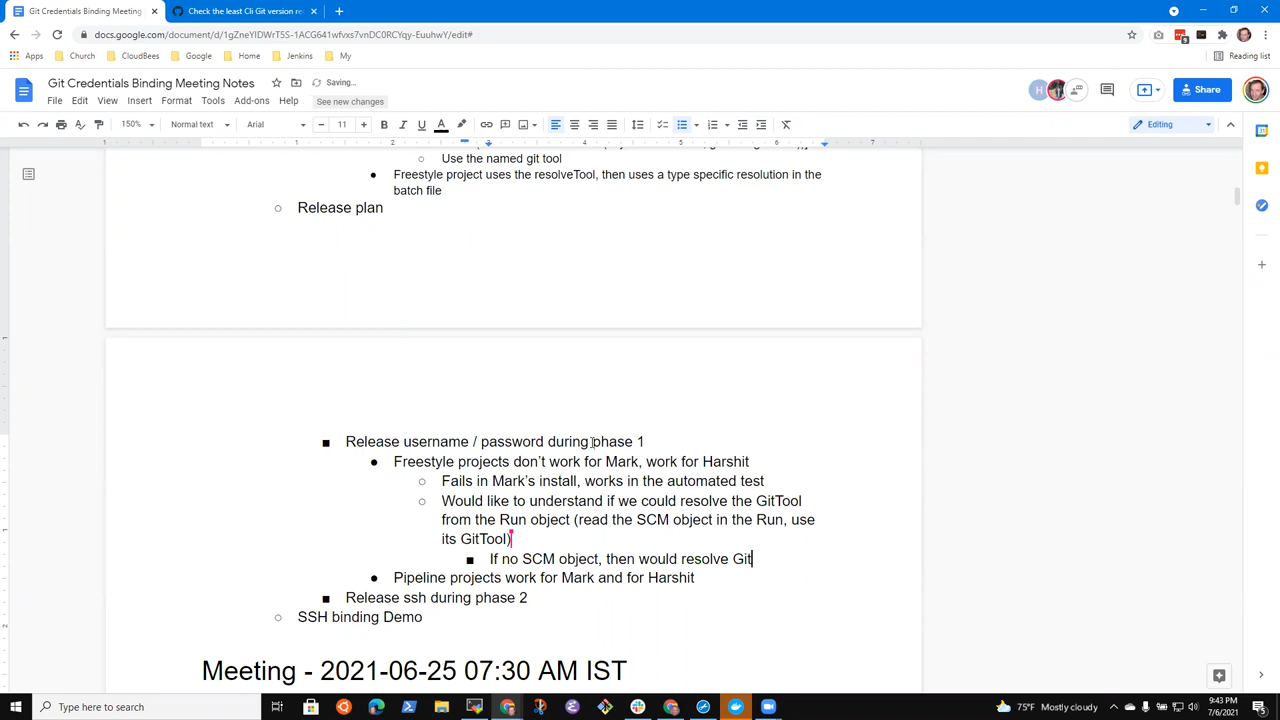 Git Credentials Binding Meeting
Check the least Cli Git version re
docs.google.com/document/d/1gZneYIDWrT5S-1ACG641wfvxs7vnDC0RCYqy-EuuhwY/edit#
Apps
Church
CloudBees
Google
Home
Jenkins
My
Reading list
Git Credentials Binding Meeting Notes
Saving...
File
Edit
View
Insert
Format
Tools
Add-ons
Help
See new changes
H
Share
150%
Normal text
Arial
11
Editing
1
1
2
3
4
5
6
7
Use the named git tool
Freestyle project uses the resolveTool, then uses a type specific resolution in the
batch file
Release plan
Release username / password during phase 1
Freestyle projects don't work for Mark, work for Harshit
Fails in Mark's install, works in the automated test
Would like to understand if we could resolve the GitTool
from the Run object (read the SCM object in the Run, use
its GitTool)
If no SCM object, then would resolve Git
Pipeline projects work for Mark and for Harshit
Release ssh during phase 2
SSH binding Demo
Meeting - 2021-06-25 07:30 AM IST
Type here to search
75°F Mostly cloudy
9:43 PM
7/6/2021